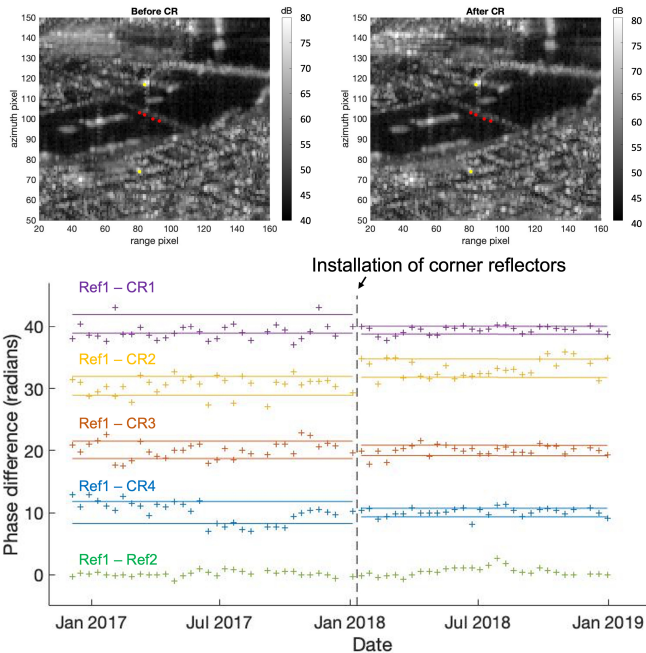 Before CR
dB
After CR
dB
150
140
130
120
110
100
90
80
70
60
50
azimuth pixel
20 40 60 80 100 120 140 160
range pixel
80
75
70
65
60
55
50
45
40
150
140
130
120
110
100
90
80
70
60
50
azimuth pixel
20 40 60 80 100 120 140 160
range pixel
80
75
70
65
60
55
50
45
40
Installation of corner reflectors
Ref1 – CR1
Ref1 – CR2
Ref1 – CR3
Ref1 – CR4
Ref1 – Ref2
Phase difference (radians)
40
30
20
10
0
Jan 2017 Jul 2017 Jan 2018 Jul 2018 Jan 2019
Date